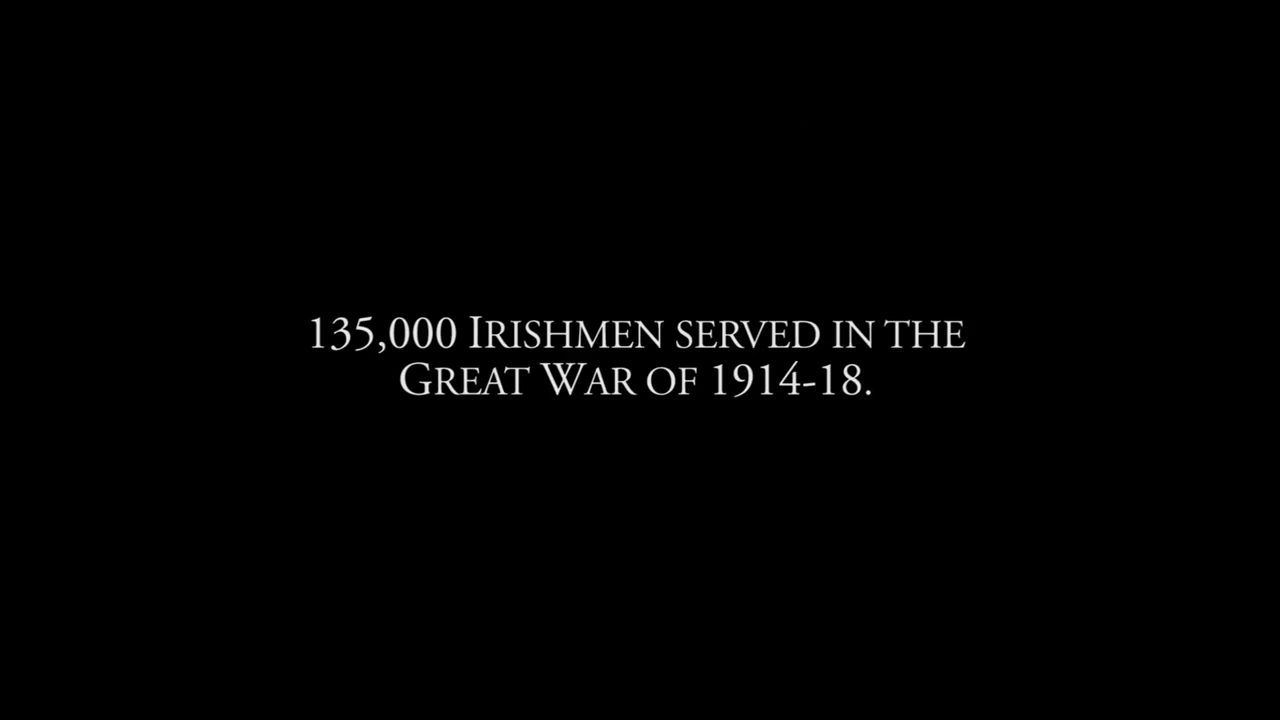 135,000 Irishmen served in the
Great War of 1914-18.